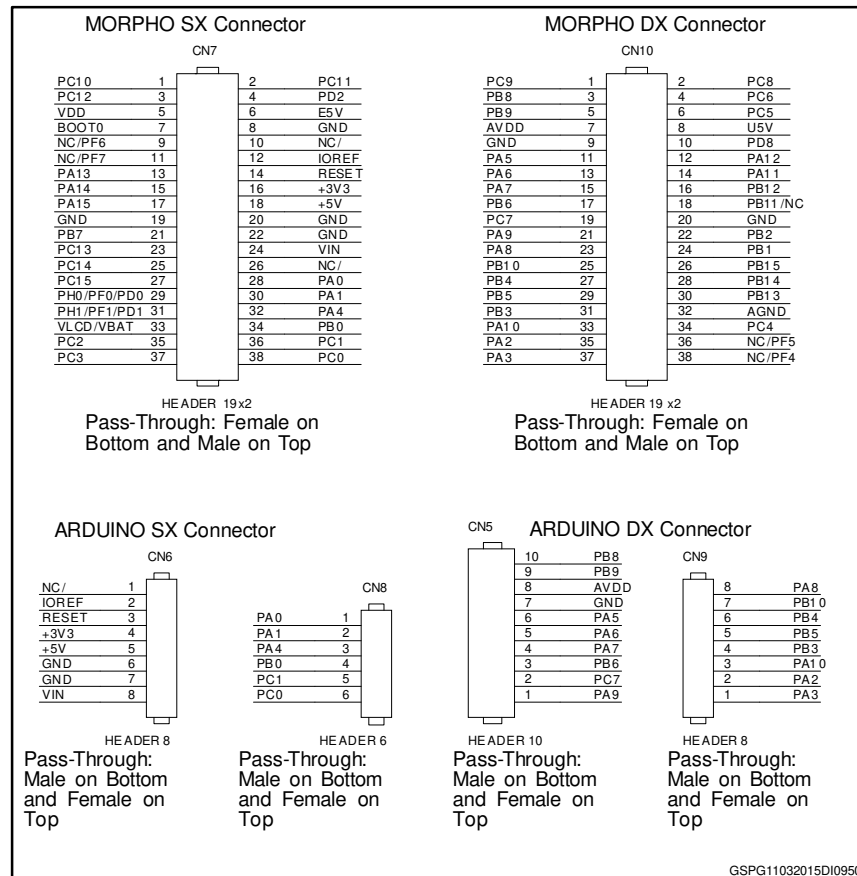 MORPHO SX Connector
CN7
PC10 1 2 PC11
PC12 3 4 PD2
VDD 5 6 E5V
BOOT0 7 8 GND
NC/PF6 9 10 NC/
NC/PF7 11 12 IOREF
PA13 13 14 RESET
PA14 15 16 +3V3
PA15 17 18 +5V
GND 19 20 GND
PB7 21 22 GND
PC13 23 24 VIN
PC14 25 26 NC/
PC15 27 28 PA0
PH0/PF0/PD0 29 30 PA1
PH1/PF1/PD1 31 32 PA4
VLCD/VBAT 33 34 PB0
PC2 35 36 PC1
PC3 37 38 PC0
HEADER 19x2
Pass-Through: Female on
Bottom and Male on Top
MORPHO DX Connector
CN10
PC9 1 2 PC8
PB8 3 4 PC6
PB9 5 6 PC5
AVDD 7 8 U5V
GND 9 10 PD8
PA5 11 12 PA12
PA6 13 14 PA11
PA7 15 16 PB12
PB6 17 18 PB11/NC
PC7 19 20 GND
PA9 21 22 PB2
PA8 23 24 PB1
PB10 25 26 PB15
PB4 27 28 PB14
PB5 29 30 PB13
PB3 31 32 AGND
PA10 33 34 PC4
PA2 35 36 NC/PF5
PA3 37 38 NC/PF4
HEADER 19 x2
Pass-Through: Female on
Bottom and Male on Top
ARDUINO SX Connector
CN6
NC/ 1
IOREF 2
RESET 3
+3V3 4
+5V 5
GND 6
GND 7
VIN 8
HEADER 8
Pass-Through:
Male on Bottom
and Female on
Top
CN8
PA0 1
PA1 2
PA4 3
PB0 4
PC1 5
PC0 6
HEADER 6
Pass-Through:
Male on Bottom
and Female on
Top
ARDUINO DX Connector
CN5
10 PB8
9 PB9
8 AVDD
7 GND
6 PA5
5 PA6
4 PA7
3 PB6
2 PC7
1 PA9
HEADER 10
Pass-Through:
Male on Bottom
and Female on
Top
CN9
8 PA8
7 PB10
6 PB4
5 PB5
4 PB3
3 PA10
2 PA2
1 PA3
HEADER 8
Pass-Through:
Male on Bottom
and Female on
Top
GSPG11032015DI0950